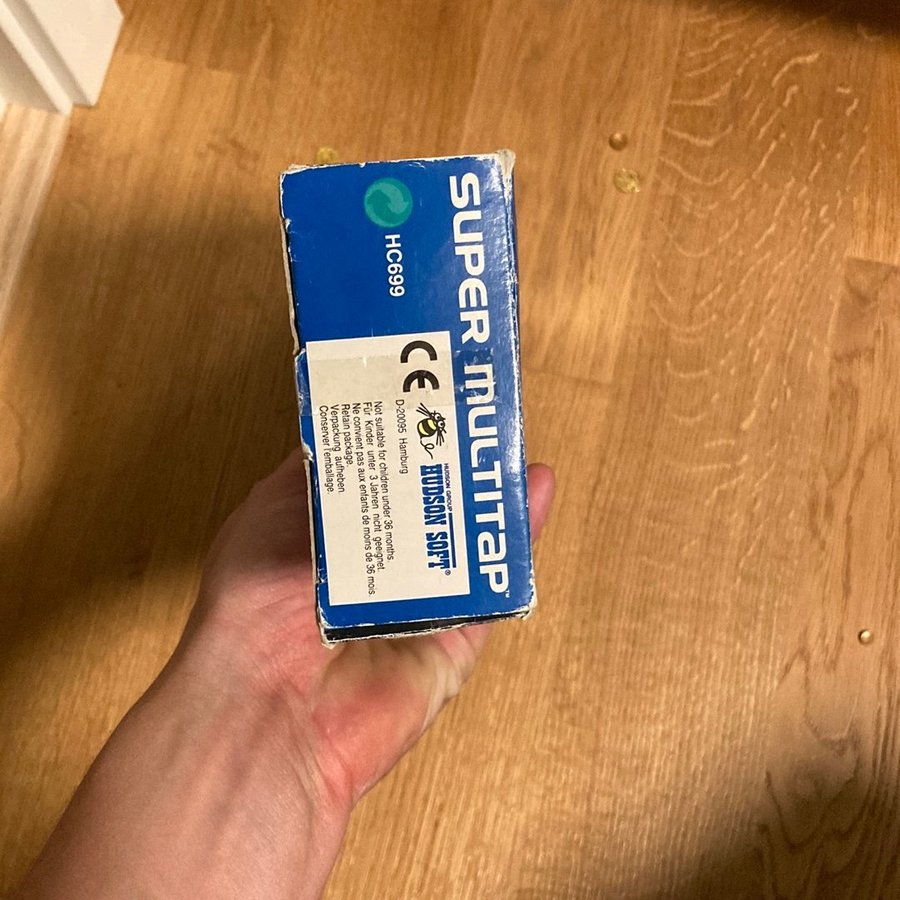 SUPER MULTITAP™
HC699
CE
HUDSON GROUP
HUDSON SOFT®
D-20095 Hamburg
Not suitable for children under 36 months.
Für Kinder unter 3 Jahren nicht geeignet.
Ne convient pas aux enfants de moins de 36 mois.
Retain package.
Verpackung aufheben.
Conserver l'emballage.